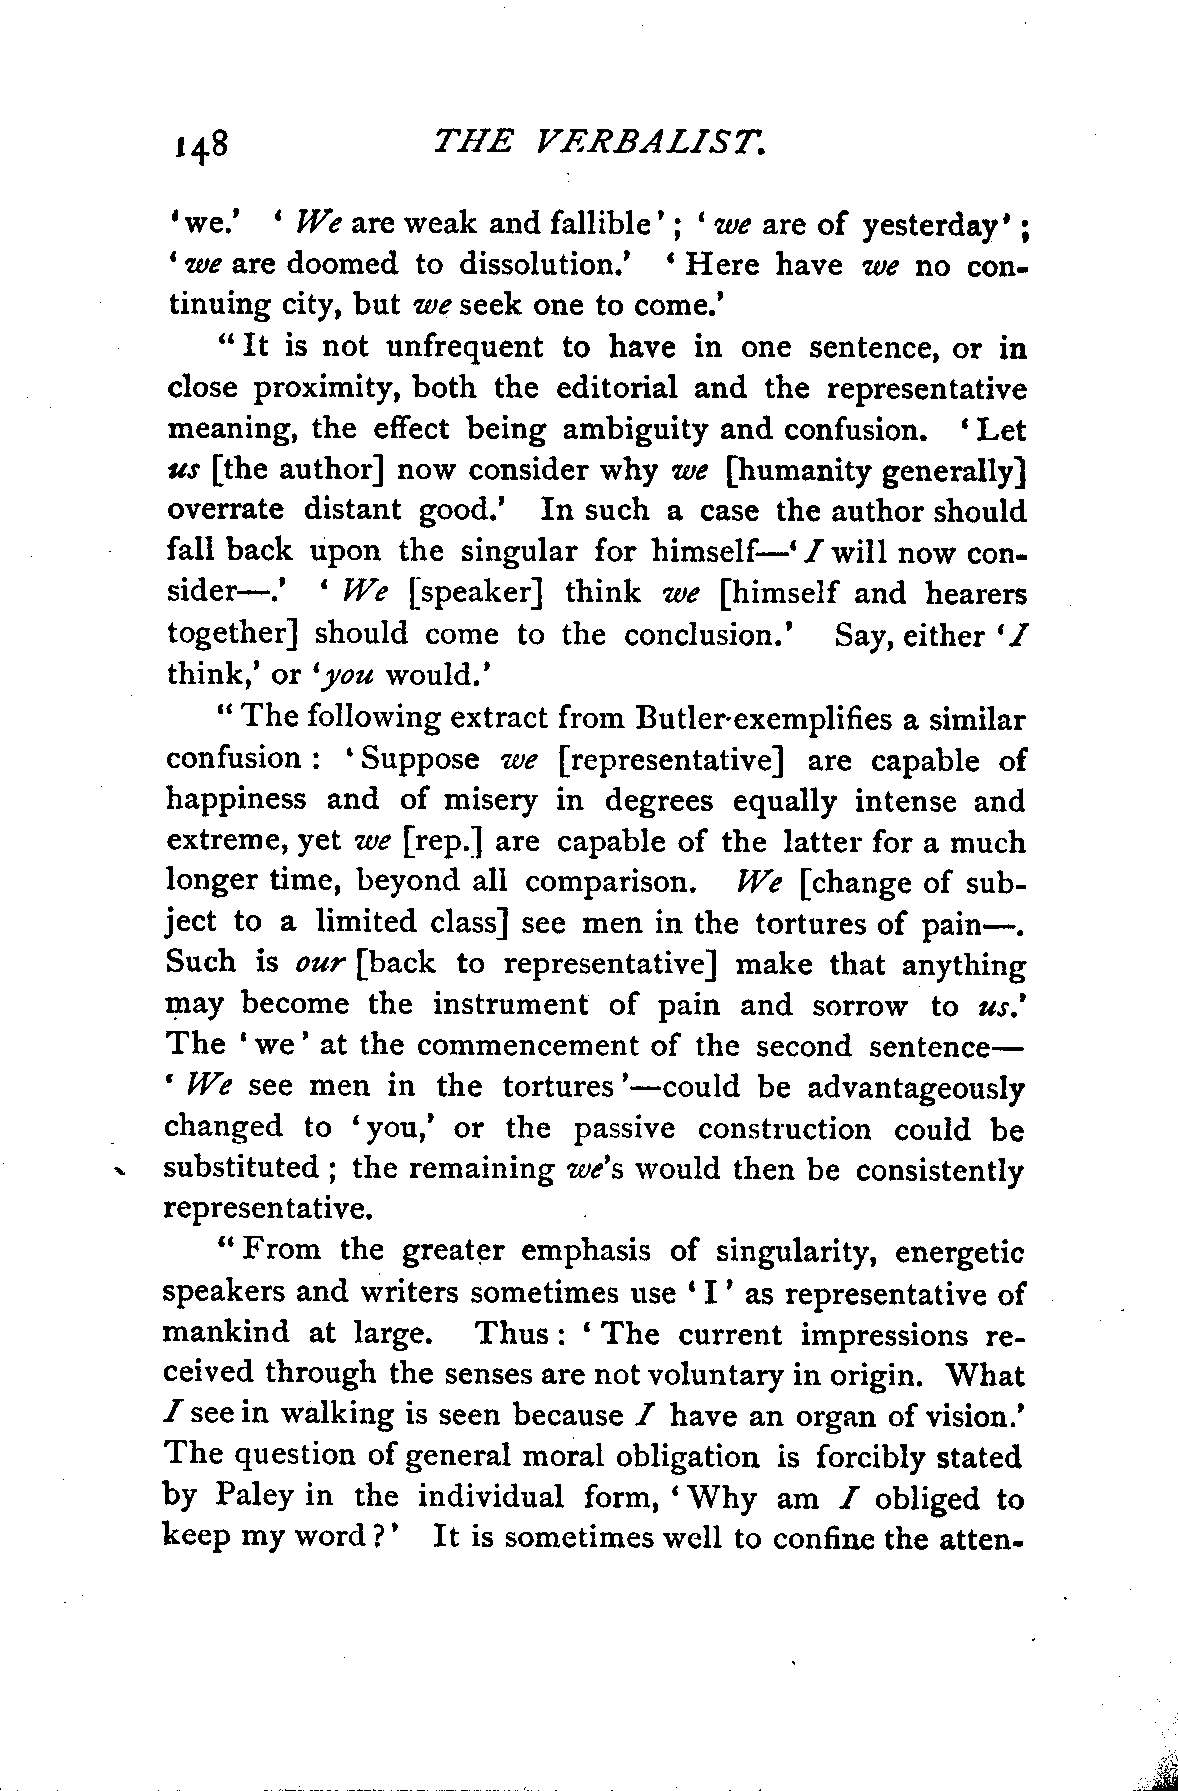 148 THE VERBALIST.
‘we.’ ‘We are weak and fallible’; ‘we are of yesterday’;
‘we are doomed to dissolution.’ ‘Here have we no con-
tinuing city, but we seek one to come.’
“It is not unfrequent to have in one sentence, or in
close proximity, both the editorial and the representative
meaning, the effect being ambiguity and confusion. ‘Let
us [the author] now consider why we [humanity generally]
overrate distant good.’ In such a case the author should
fall back upon the singular for himself—‘I will now con-
sider—.’ ‘We [speaker] think we [himself and hearers
together] should come to the conclusion.’ Say, either ‘I
think,’ or ‘you would.’
“The following extract from Butler exemplifies a similar
confusion: ‘Suppose we [representative] are capable of
happiness and of misery in degrees equally intense and
extreme, yet we [rep.] are capable of the latter for a much
longer time, beyond all comparison. We [change of sub-
ject to a limited class] see men in the tortures of pain—.
Such is our [back to representative] make that anything
may become the instrument of pain and sorrow to us.’
The ‘we’ at the commencement of the second sentence—
‘We see men in the tortures’—could be advantageously
changed to ‘you,’ or the passive construction could be
substituted; the remaining we’s would then be consistently
representative.
“From the greater emphasis of singularity, energetic
speakers and writers sometimes use ‘I’ as representative of
mankind at large. Thus: ‘The current impressions re-
ceived through the senses are not voluntary in origin. What
I see in walking is seen because I have an organ of vision.’
The question of general moral obligation is forcibly stated
by Paley in the individual form, ‘Why am I obliged to
keep my word?’ It is sometimes well to confine the atten-